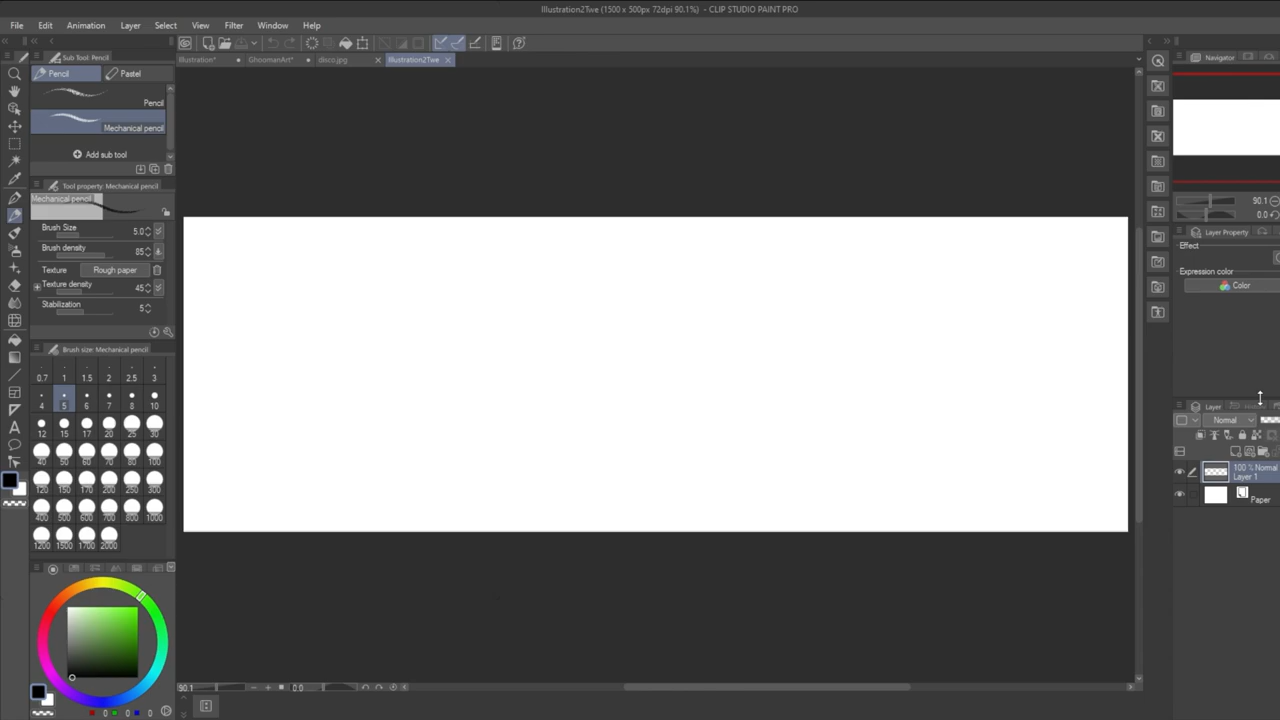 Illustration2Twe (1500 x 500px 72dpi 90.1%) - CLIP STUDIO PAINT PRO
File Edit Animation Layer Select View Filter Window Help
Sub Tool: Pencil
Illustration* GhoomanArt* disco.jpg Illustration2Twe
Navigator
Pencil Pastel
Pencil
Mechanical pencil
Add sub tool
Tool property: Mechanical pencil
Mechanical pencil
Brush Size 5.0
Brush density 85
Texture Rough paper
Texture density 45
Stabilization 5
Brush size: Mechanical pencil
0.7 1 1.5 2 2.5 3
4 5 6 7 8 10
12 15 17 20 25 30
40 50 60 70 80 100
120 150 170 200 250 300
400 500 600 700 800 1000
1200 1500 1700 2000
0 0 0
90.1 0.0
90.1
0.0
Layer Property
Effect
Expression color
Color
Layer
Normal
100 % Normal
Layer 1
Paper